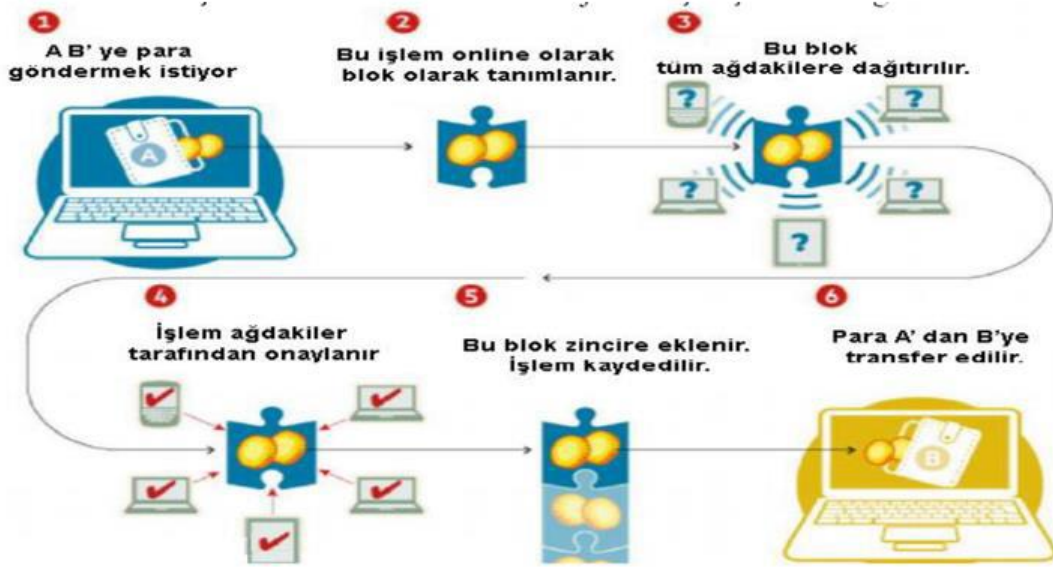 1
A B' ye para
göndermek istiyor
2
Bu işlem online olarak
blok olarak tanımlanır.
3
Bu blok
tüm ağdakilere dağıtırılır.
A
?
?
?
?
?
4
İşlem ağdakiler
tarafından onaylanır
5
Bu blok zincire eklenir.
İşlem kaydedilir.
6
Para A' dan B'ye
transfer edilir.
B